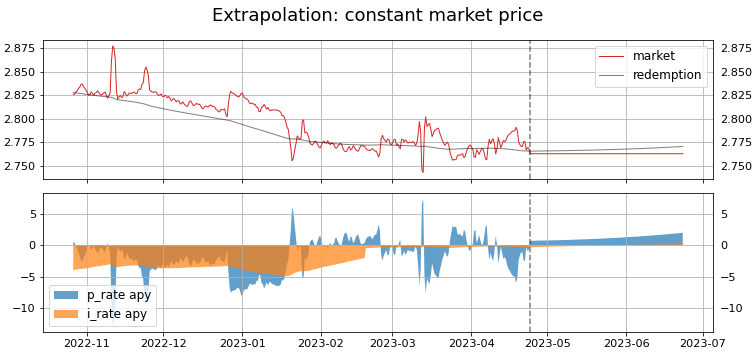 Extrapolation: constant market price
2.875 2.875
2.850 2.850
2.825 2.825
2.800 2.800
2.775 2.775
2.750 2.750
market
redemption
5 5
0 0
−5 −5
−10 −10
p_rate apy
i_rate apy
2022-11 2022-12 2023-01 2023-02 2023-03 2023-04 2023-05 2023-06 2023-07